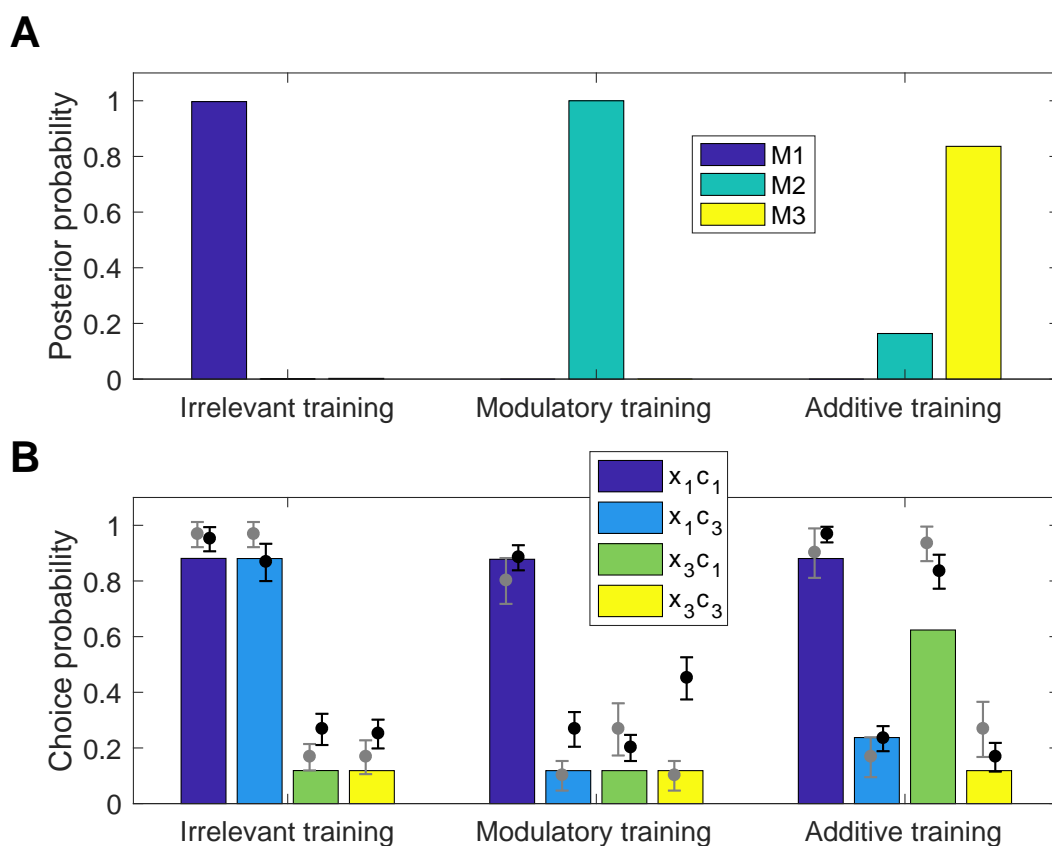 A
Posterior probability
1
0.8
0.6
0.4
0.2
0
M1
M2
M3
Irrelevant training
Modulatory training
Additive training
B
Choice probability
1
0.8
0.6
0.4
0.2
0
x₁c₁
x₁c₃
x₃c₁
x₃c₃
Irrelevant training
Modulatory training
Additive training